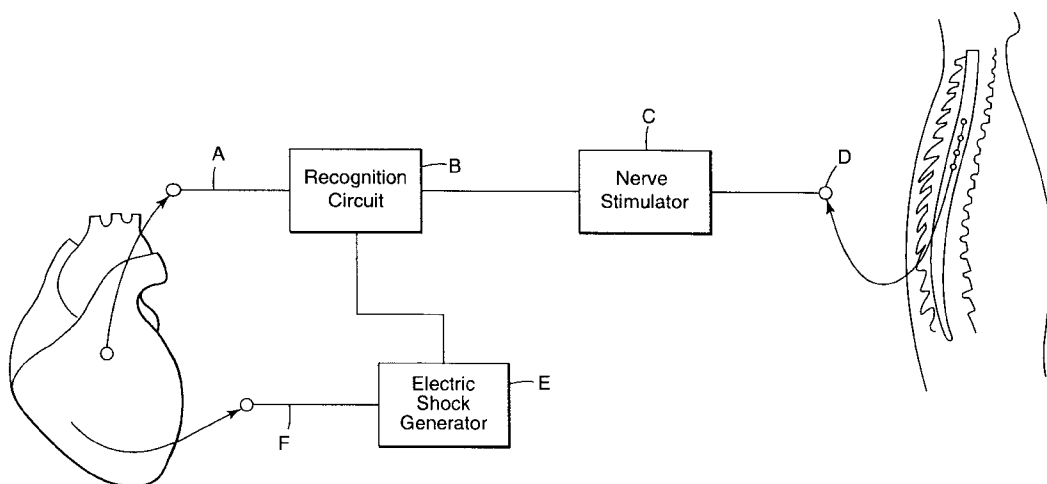 A
Recognition
Circuit
B
C
Nerve
Stimulator
D
Electric
Shock
Generator
E
F